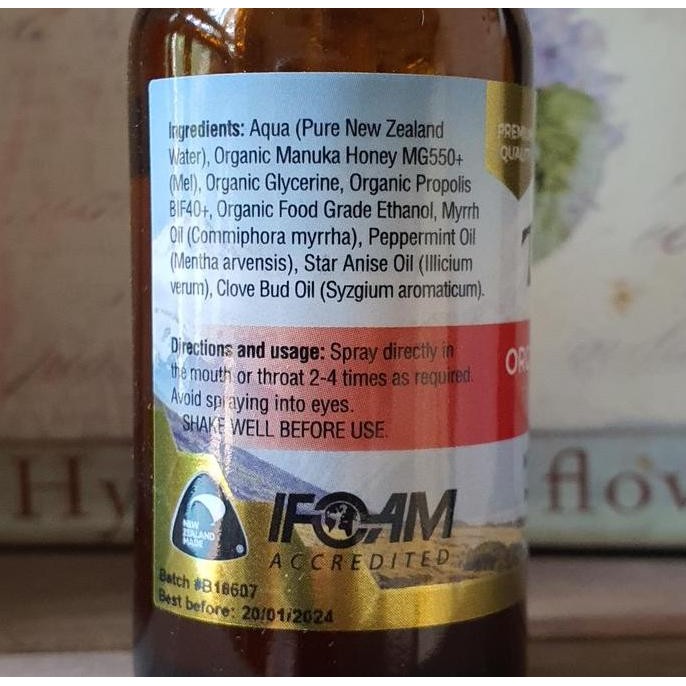 Ingredients: Aqua (Pure New Zealand
Water), Organic Manuka Honey MG550+
(Mel), Organic Glycerine, Organic Propolis
BIF40+, Organic Food Grade Ethanol, Myrrh
Oil (Commiphora myrrha), Peppermint Oil
(Mentha arvensis), Star Anise Oil (Illicium
verum), Clove Bud Oil (Syzgium aromaticum).
Directions and usage: Spray directly in
the mouth or throat 2-4 times as required.
Avoid spraying into eyes.
SHAKE WELL BEFORE USE.
NEW
ZEALAND
MADE
®
IFOAM
ACCREDITED
Batch #B16607
Best before: 20/01/2024
Hy
flow